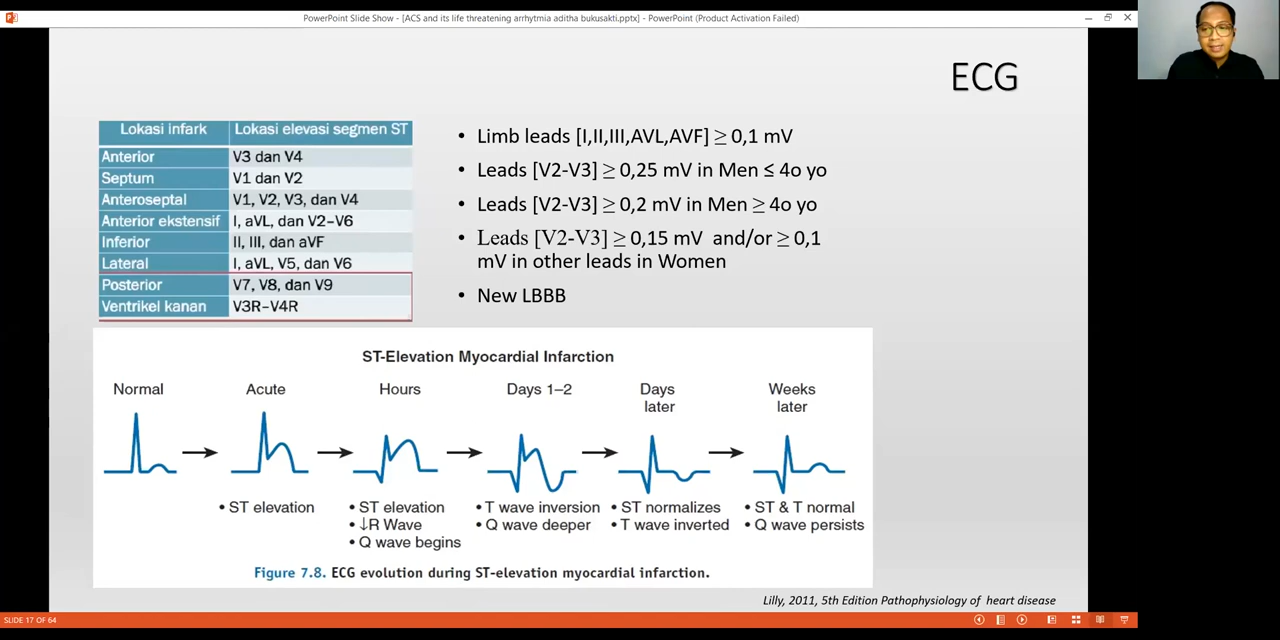 PowerPoint Slide Show - [ACS and its life threatening arrhytmia aditha bukusakti.pptx] - PowerPoint (Product Activation Failed)
ECG
Lokasi infark Lokasi elevasi segmen ST
Anterior V3 dan V4
Septum V1 dan V2
Anteroseptal V1, V2, V3, dan V4
Anterior ekstensif I, aVL, dan V2–V6
Inferior II, III, dan aVF
Lateral I, aVL, V5, dan V6
Posterior V7, V8, dan V9
Ventrikel kanan V3R–V4R
• Limb leads [I,II,III,AVL,AVF] ≥ 0,1 mV
• Leads [V2-V3] ≥ 0,25 mV in Men ≤ 4o yo
• Leads [V2-V3] ≥ 0,2 mV in Men ≥ 4o yo
• Leads [V2-V3] ≥ 0,15 mV and/or ≥ 0,1
mV in other leads in Women
• New LBBB
ST-Elevation Myocardial Infarction
Normal
Acute
• ST elevation
Hours
• ST elevation
• ↓R Wave
• Q wave begins
Days 1–2
• T wave inversion
• Q wave deeper
Days
later
• ST normalizes
• T wave inverted
Weeks
later
• ST & T normal
• Q wave persists
Figure 7.8. ECG evolution during ST-elevation myocardial infarction.
Lilly, 2011, 5th Edition Pathophysiology of heart disease
SLIDE 17 OF 64